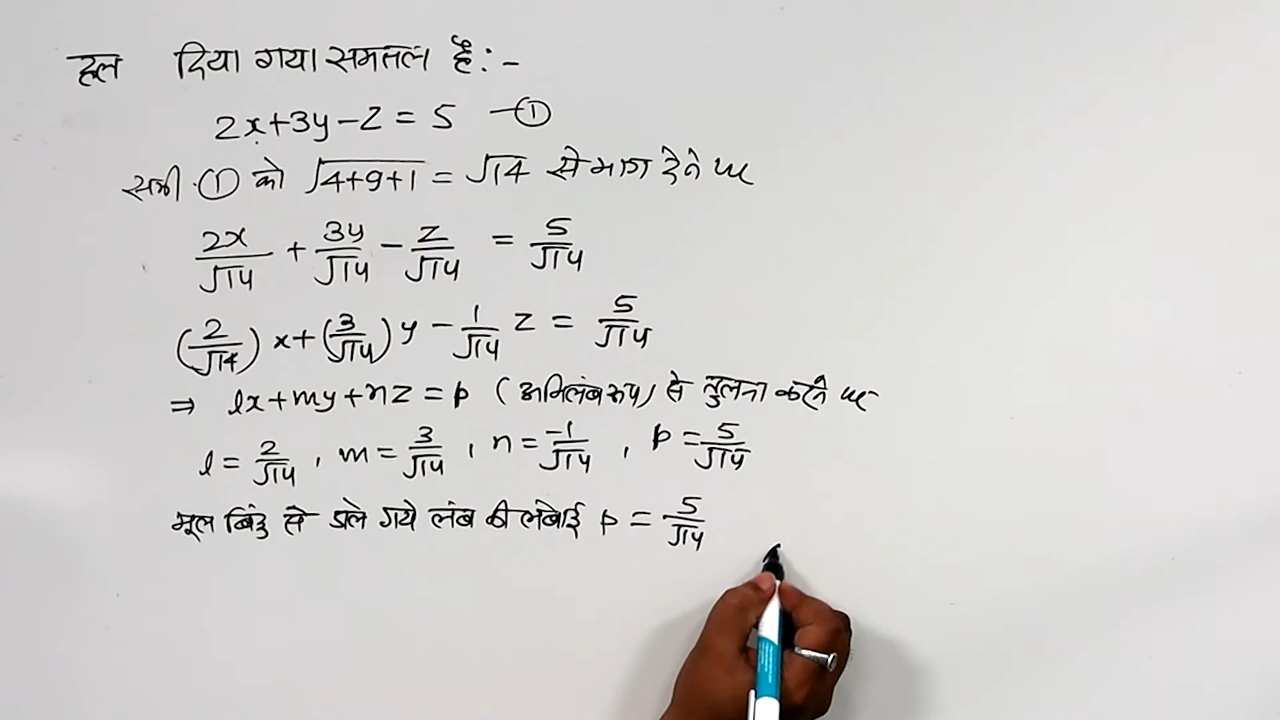 हल दिया गया समतल है:-
2x+3y-z = 5 -①
समी. ① को √4+9+1 = √14 से भाग देने पर
2x/√14 + 3y/√14 - z/√14 = 5/√14
(2/√14) x + (3/√14) y - 1/√14 z = 5/√14
⇒ lx+my+nz = p (अभिलंब रूप) से तुलना करने पर
l = 2/√14, m = 3/√14, n = -1/√14, p = 5/√14
मूल बिंदु से डाले गये लंब की लंबाई p = 5/√14